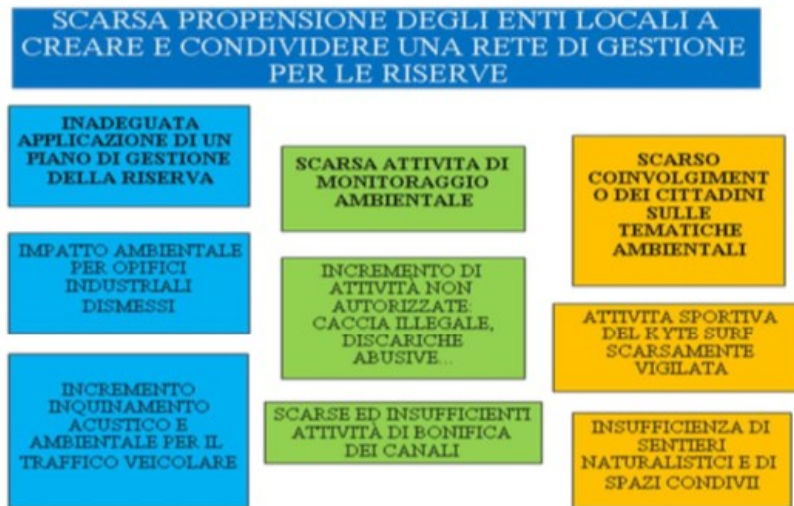 SCARSA PROPENSIONE DEGLI ENTI LOCALI A
CREARE E CONDIVIDERE UNA RETE DI GESTIONE
PER LE RISERVE
INADEGUATA
APPLICAZIONE DI UN
PIANO DI GESTIONE
DELLA RISERVA
IMPATTO AMBIENTALE
PER OPIFICI
INDUSTRIALI
DISMESSI
INCREMENTO
INQUINAMENTO
ACUSTICO E
AMBIENTALE PER IL
TRAFFICO VEICOLARE
SCARSA ATTIVITA DI
MONITORAGGIO
AMBIENTALE
INCREMENTO DI
ATTIVITÀ NON
AUTORIZZATE:
CACCIA ILLEGALE,
DISCARICHE
ABUSIVE...
SCARSE ED INSUFFICIENTI
ATTIVITÀ DI BONIFICA
DEI CANALI
SCARSO
COINVOLGIMENT
O DEI CITTADINI
SULLE
TEMATICHE
AMBIENTALI
ATTIVITA SPORTIVA
DEL KYTE SURF
SCARSAMENTE
VIGILATA
INSUFFICIENZA DI
SENTIERI
NATURALISTICI E DI
SPAZI CONDIVII